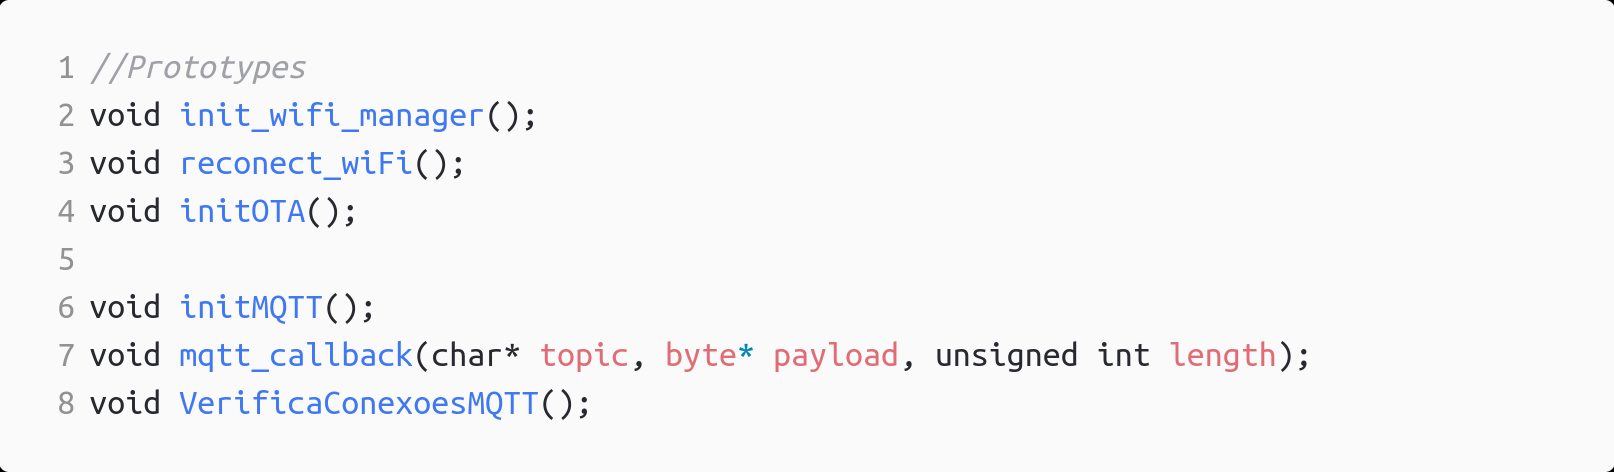 1 //Prototypes
2 void init_wifi_manager();
3 void reconect_wiFi();
4 void initOTA();
5
6 void initMQTT();
7 void mqtt_callback(char* topic, byte* payload, unsigned int length);
8 void VerificaConexoesMQTT();